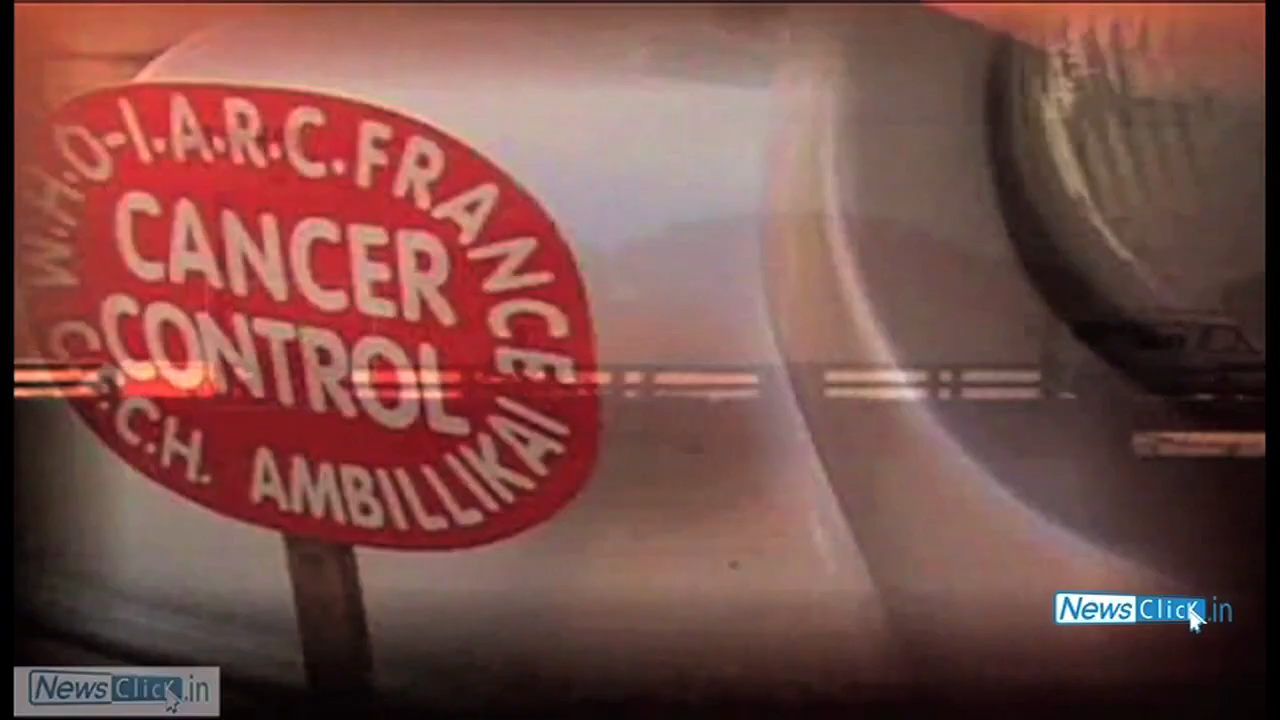 W.H.O-I.A.R.C. FRANCE
CANCER
CONTROL
C.F.C.H. AMBILLIKAI
NewsClick.in
NewsClick.in